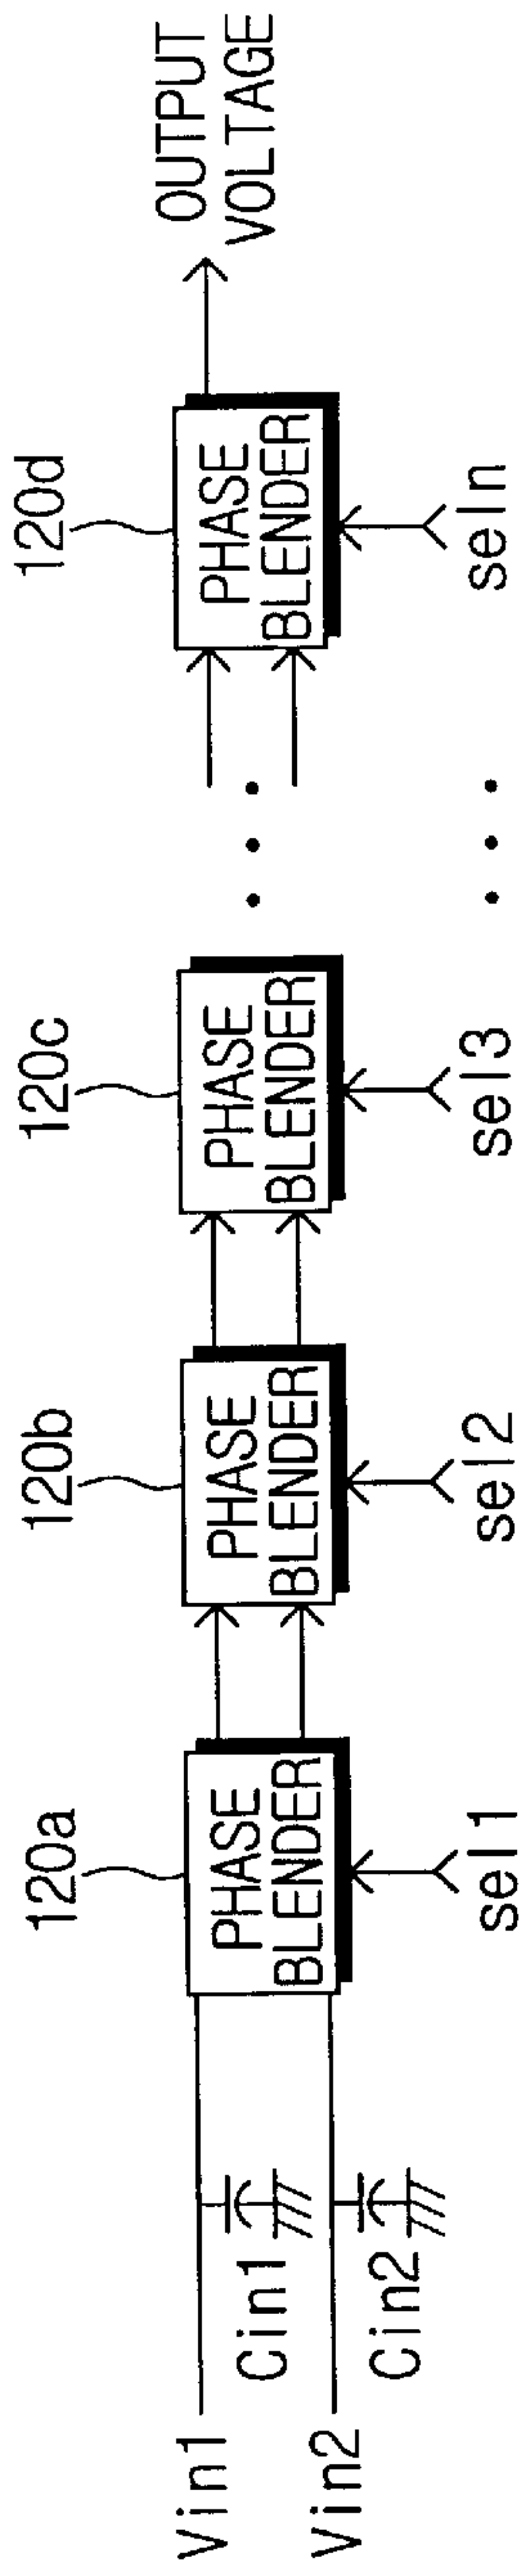 120a
120b
120c
120d
Vin1
Cin1
PHASE
BLENDER
PHASE
BLENDER
PHASE
BLENDER
PHASE
BLENDER
OUTPUT
VOLTAGE
Vin2
Cin2
sel1
sel2
sel3
seln